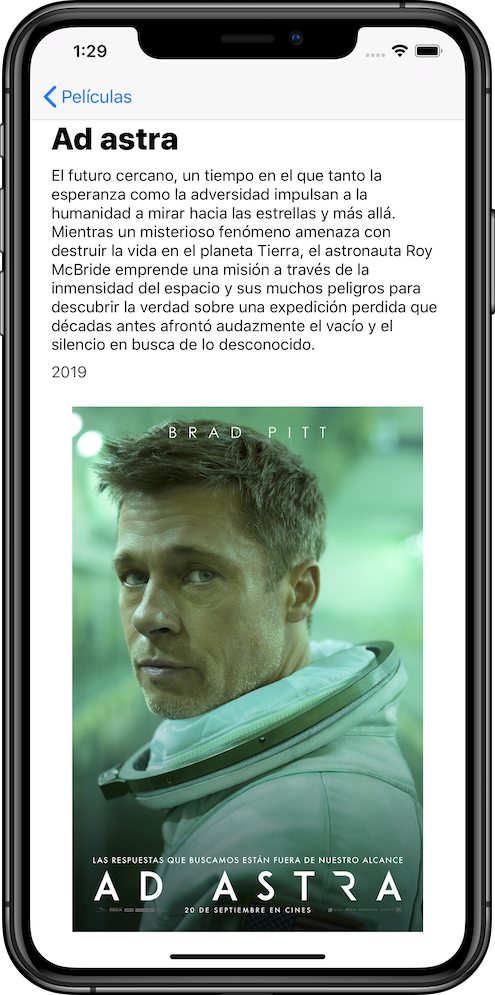 1:29
Películas
Ad astra
El futuro cercano, un tiempo en el que tanto la
esperanza como la adversidad impulsan a la
humanidad a mirar hacia las estrellas y más allá.
Mientras un misterioso fenómeno amenaza con
destruir la vida en el planeta Tierra, el astronauta Roy
McBride emprende una misión a través de la
inmensidad del espacio y sus muchos peligros para
descubrir la verdad sobre una expedición perdida que
décadas antes afrontó audazmente el vacío y el
silencio en busca de lo desconocido.
2019
BRAD PITT
LAS RESPUESTAS QUE BUSCAMOS ESTÁN FUERA DE NUESTRO ALCANCE
AD ASTRA
20 DE SEPTIEMBRE EN CINES